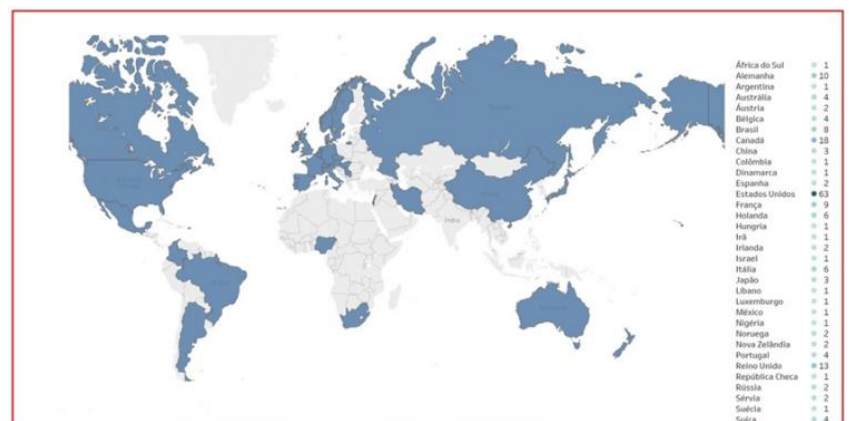 África do Sul 1
Alemanha 10
Argentina 1
Austrália 4
Áustria 2
Bélgica 4
Brasil 8
Canadá 18
China 3
Colômbia 1
Dinamarca 1
Espanha 2
Estados Unidos 63
França 9
Holanda 6
Hungria 1
Irã 1
Irlanda 2
Israel 1
Itália 6
Japão 3
Líbano 1
Luxemburgo 1
México 1
Nigéria 1
Noruega 2
Nova Zelândia 2
Portugal 4
Reino Unido 13
República Checa 1
Rússia 2
Sérvia 2
Suécia 1
Suíça 4
India